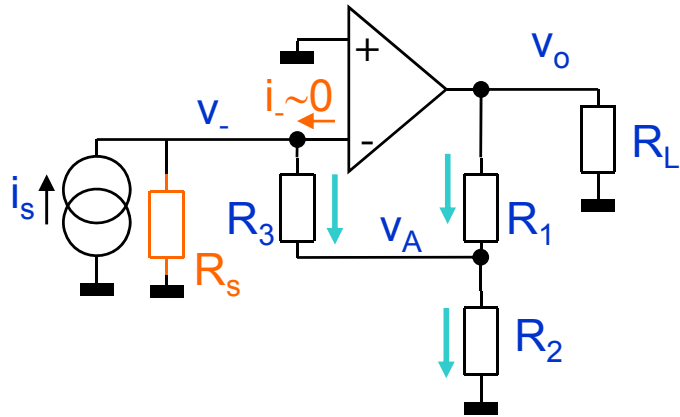 +
v_o
i_-~0
v_-
-
R_L
i_s
R_3
v_A
R_1
R_s
R_2